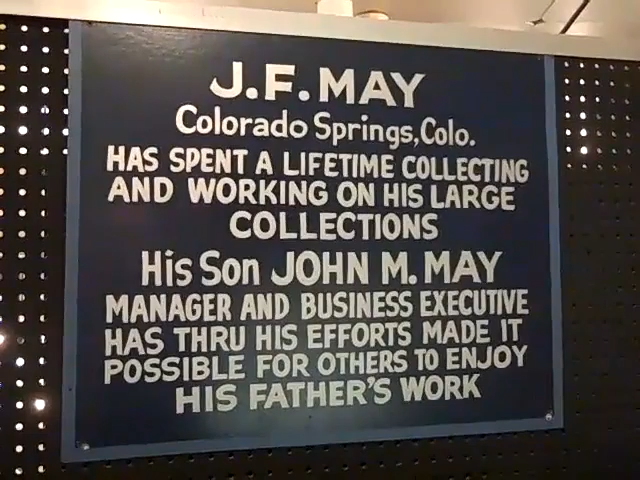 J.F. MAY
Colorado Springs, Colo.
HAS SPENT A LIFETIME COLLECTING
AND WORKING ON HIS LARGE
COLLECTIONS
His Son JOHN M. MAY
MANAGER AND BUSINESS EXECUTIVE
HAS THRU HIS EFFORTS MADE IT
POSSIBLE FOR OTHERS TO ENJOY
HIS FATHER'S WORK